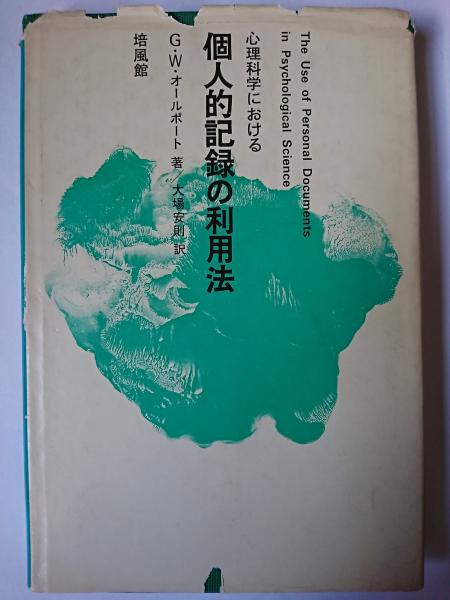 The Use of Personal Documents
in Psychological Science
心理科学における
個人的記録の利用法
G・W・オールポート 著／大場安則 訳
培風館